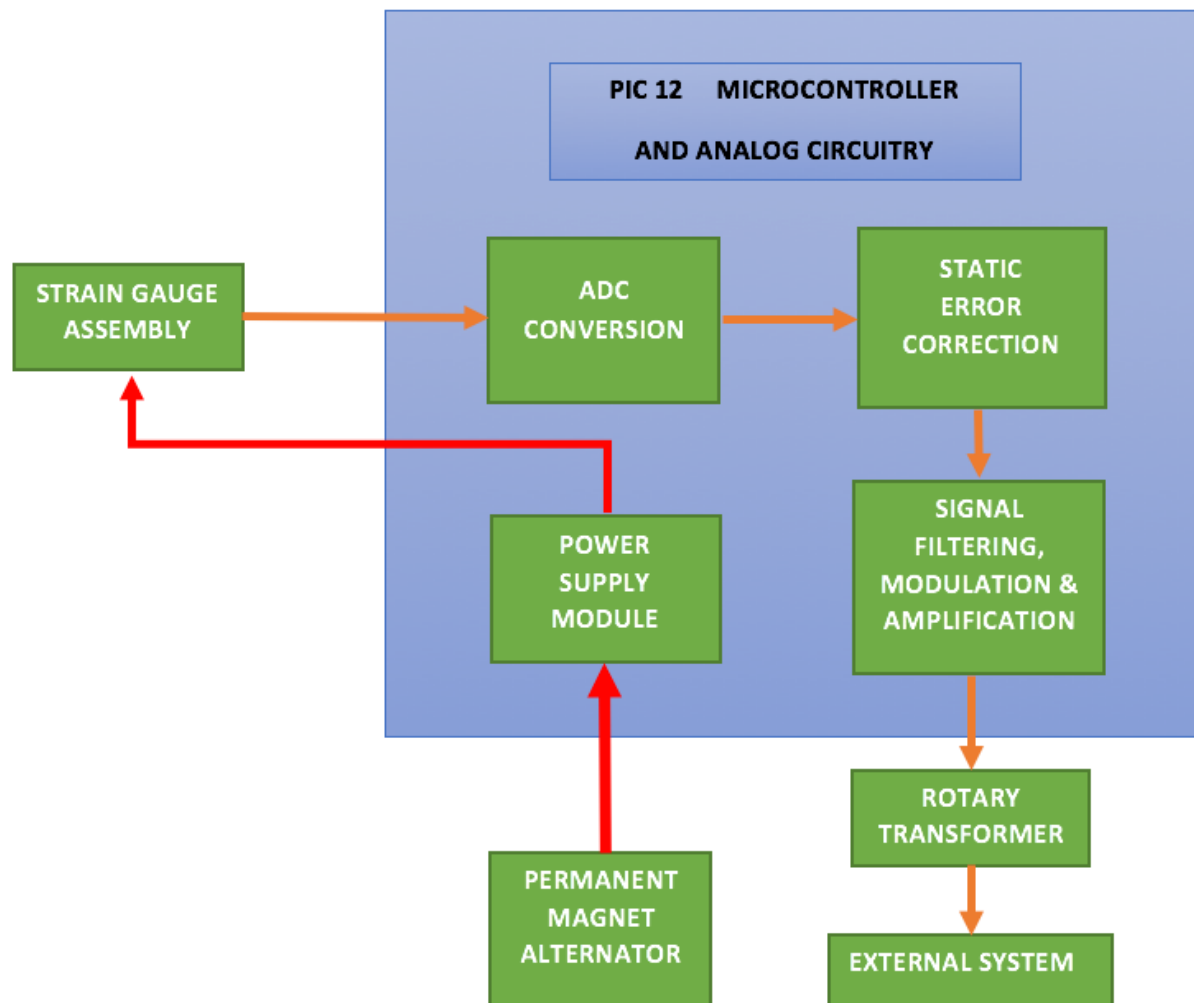 PIC 12 MICROCONTROLLER
AND ANALOG CIRCUITRY
STRAIN GAUGE
ASSEMBLY
ADC
CONVERSION
STATIC
ERROR
CORRECTION
POWER
SUPPLY
MODULE
SIGNAL
FILTERING,
MODULATION &
AMPLIFICATION
PERMANENT
MAGNET
ALTERNATOR
ROTARY
TRANSFORMER
EXTERNAL SYSTEM